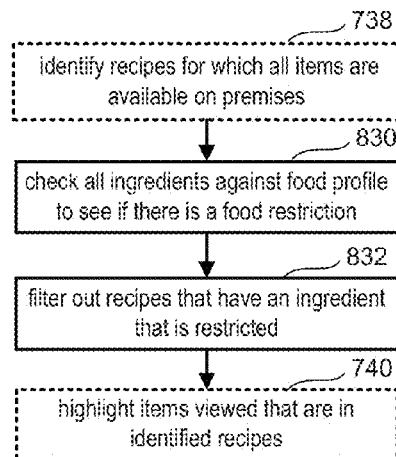 738
identify recipes for which all items are
available on premises
830
check all ingredients against food profile
to see if there is a food restriction
832
filter out recipes that have an ingredient
that is restricted
740
highlight items viewed that are in
identified recipes